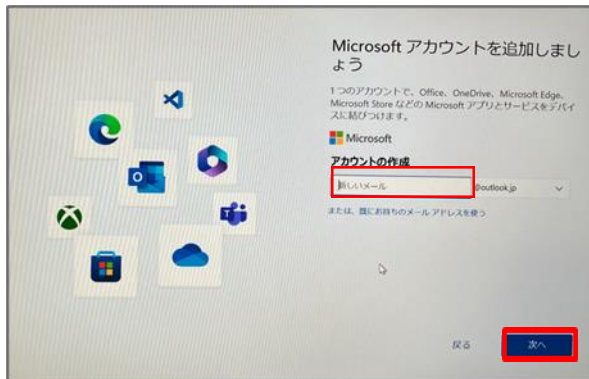 Microsoft アカウントを追加しまし
ょう
1 つのアカウントで、Office、OneDrive、Microsoft Edge、
Microsoft Store などの Microsoft アプリとサービスをデバイ
スに結びつけます。
Microsoft
アカウントの作成
新しいメール
@outlook.jp
または、既にお持ちのメール アドレスを使う
戻る
次へ